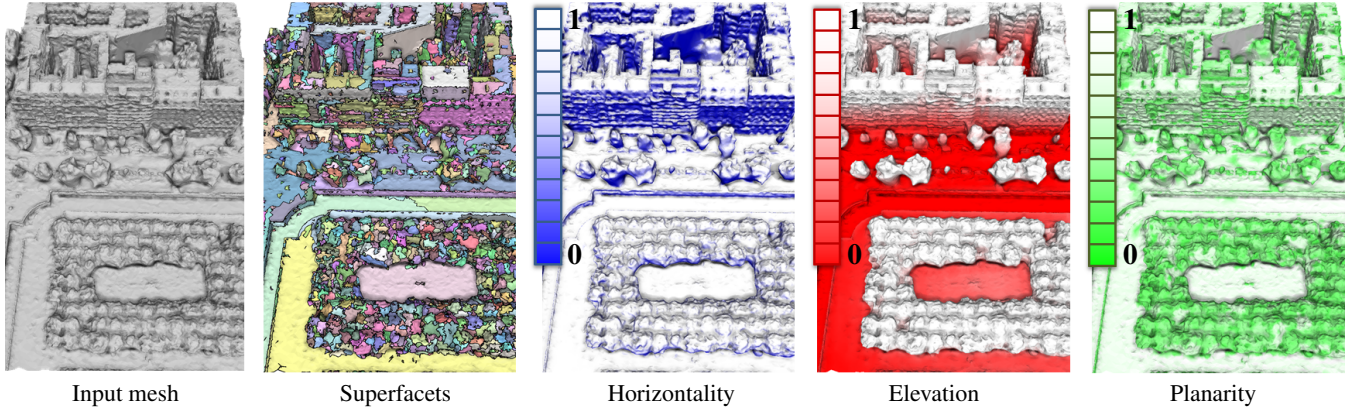 1
0
1
0
1
0
Input mesh
Superfacets
Horizontality
Elevation
Planarity